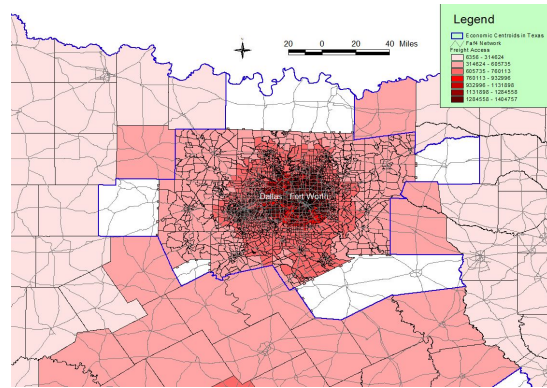 Legend
Economic Centroids in Texas
FaIM Network
Freight Access
6356 - 314624
314624 - 605735
605735 - 760113
760113 - 932996
932996 - 1131898
1131898 - 1284558
1284558 - 1464757
20 0 20 40 Miles
Dallas Fort Worth